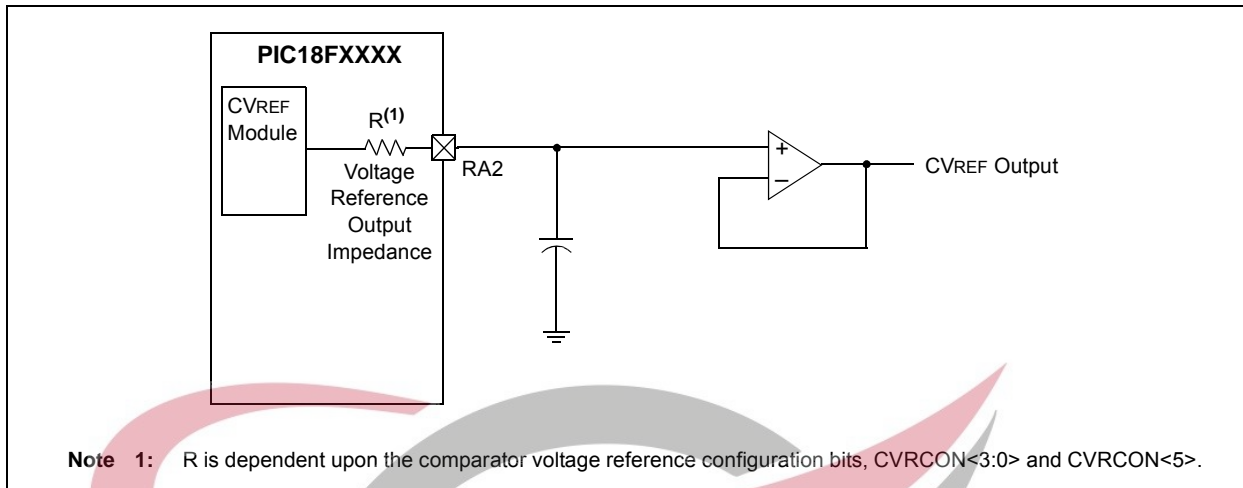 PIC18FXXXX
CVREF
Module
R(1)
Voltage
Reference
Output
Impedance
RA2
+
–
CVREF Output
Note 1: R is dependent upon the comparator voltage reference configuration bits, CVRCON<3:0> and CVRCON<5>.